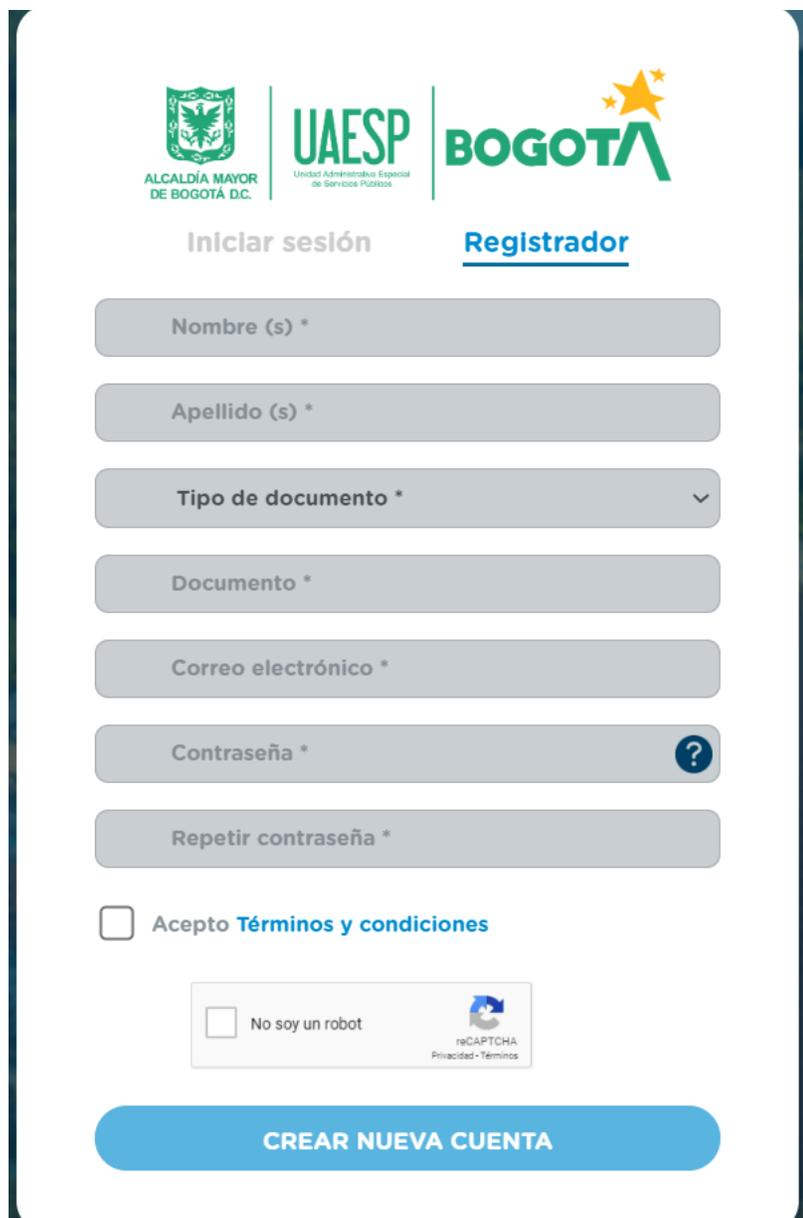 ALCALDÍA MAYOR
DE BOGOTÁ D.C.
UAESP
Unidad Administrativa Especial
de Servicios Públicos
BOGOTÁ
Iniciar sesión
Registrador
Nombre (s) *
Apellido (s) *
Tipo de documento *
Documento *
Correo electrónico *
Contraseña *
?
Repetir contraseña *
Acepto Términos y condiciones
No soy un robot
reCAPTCHA
Privacidad - Términos
CREAR NUEVA CUENTA